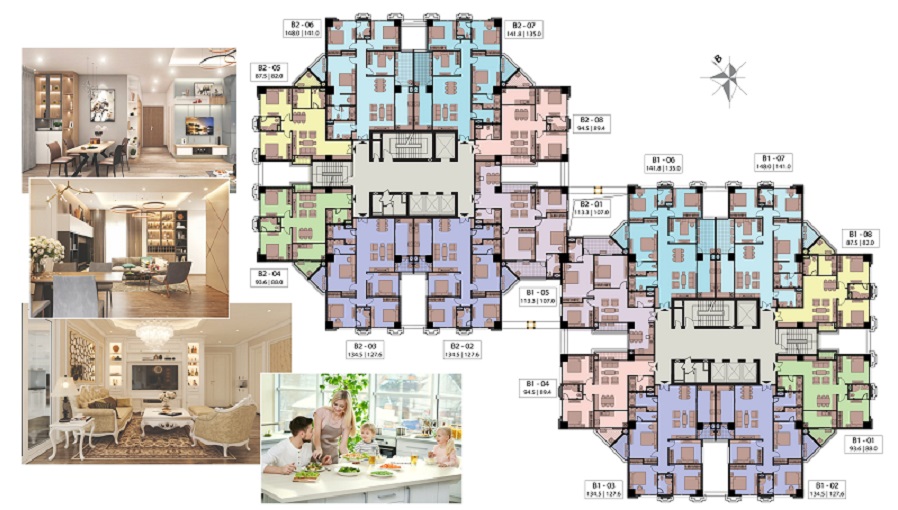 B2 - 06
148.0 | 141.0
B2 - 07
141.8 | 135.0
B2 - 05
87.5 | 83.0
B2 - 08
94.5 | 89.4
B2 - 01
113.3 | 107.0
B2 - 04
93.6 | 88.0
B2 - 03
134.5 | 127.6
B2 - 02
134.5 | 127.6
B
B1 - 06
141.8 | 135.0
B1 - 07
148.0 | 141.0
B1 - 08
87.5 | 83.0
B1 - 05
113.3 | 107.0
B1 - 04
94.5 | 89.4
B1 - 01
93.6 | 88.0
B1 - 03
134.5 | 127.6
B1 - 02
134.5 | 127.6